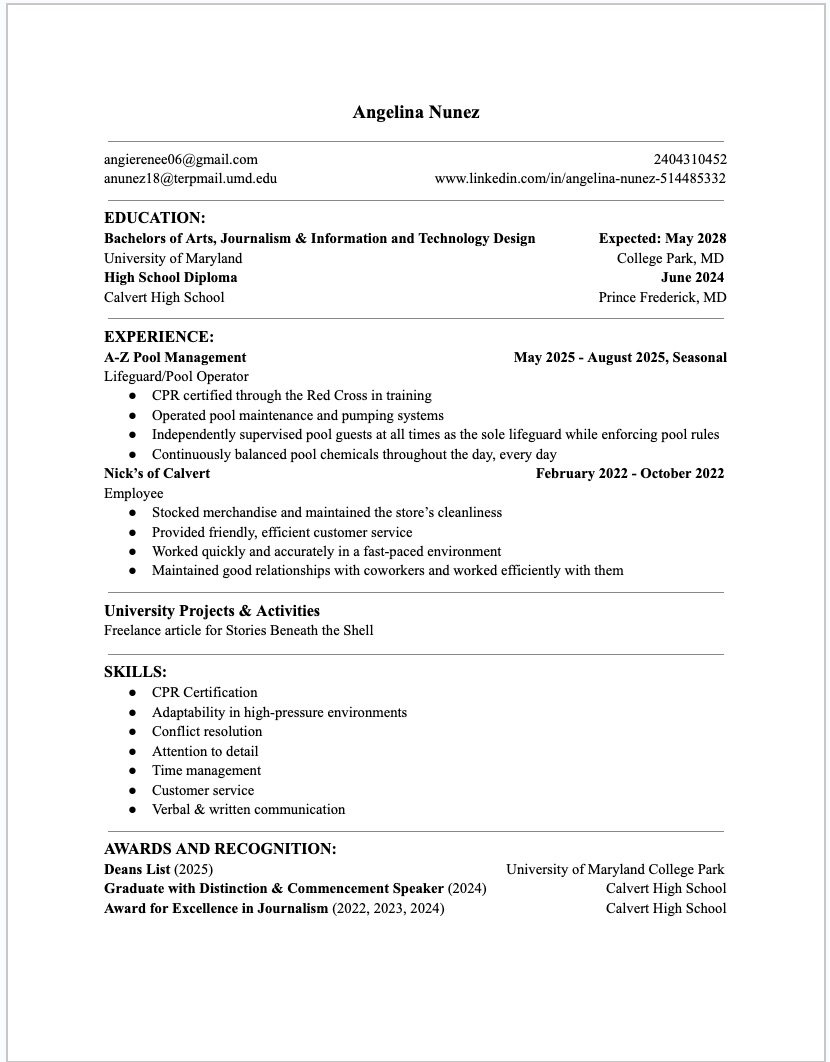 Angelina Nunez
angierenee06@gmail.com 2404310452
anunez18@terpmail.umd.edu www.linkedin.com/in/angelina-nunez-514485332
EDUCATION:
Bachelors of Arts, Journalism & Information and Technology Design Expected: May 2028
University of Maryland College Park, MD
High School Diploma June 2024
Calvert High School Prince Frederick, MD
EXPERIENCE:
A-Z Pool Management May 2025 - August 2025, Seasonal
Lifeguard/Pool Operator
● CPR certified through the Red Cross in training
● Operated pool maintenance and pumping systems
● Independently supervised pool guests at all times as the sole lifeguard while enforcing pool rules
● Continuously balanced pool chemicals throughout the day, every day
Nick’s of Calvert February 2022 - October 2022
Employee
● Stocked merchandise and maintained the store’s cleanliness
● Provided friendly, efficient customer service
● Worked quickly and accurately in a fast-paced environment
● Maintained good relationships with coworkers and worked efficiently with them
University Projects & Activities
Freelance article for Stories Beneath the Shell
SKILLS:
● CPR Certification
● Adaptability in high-pressure environments
● Conflict resolution
● Attention to detail
● Time management
● Customer service
● Verbal & written communication
AWARDS AND RECOGNITION:
Deans List (2025) University of Maryland College Park
Graduate with Distinction & Commencement Speaker (2024) Calvert High School
Award for Excellence in Journalism (2022, 2023, 2024) Calvert High School